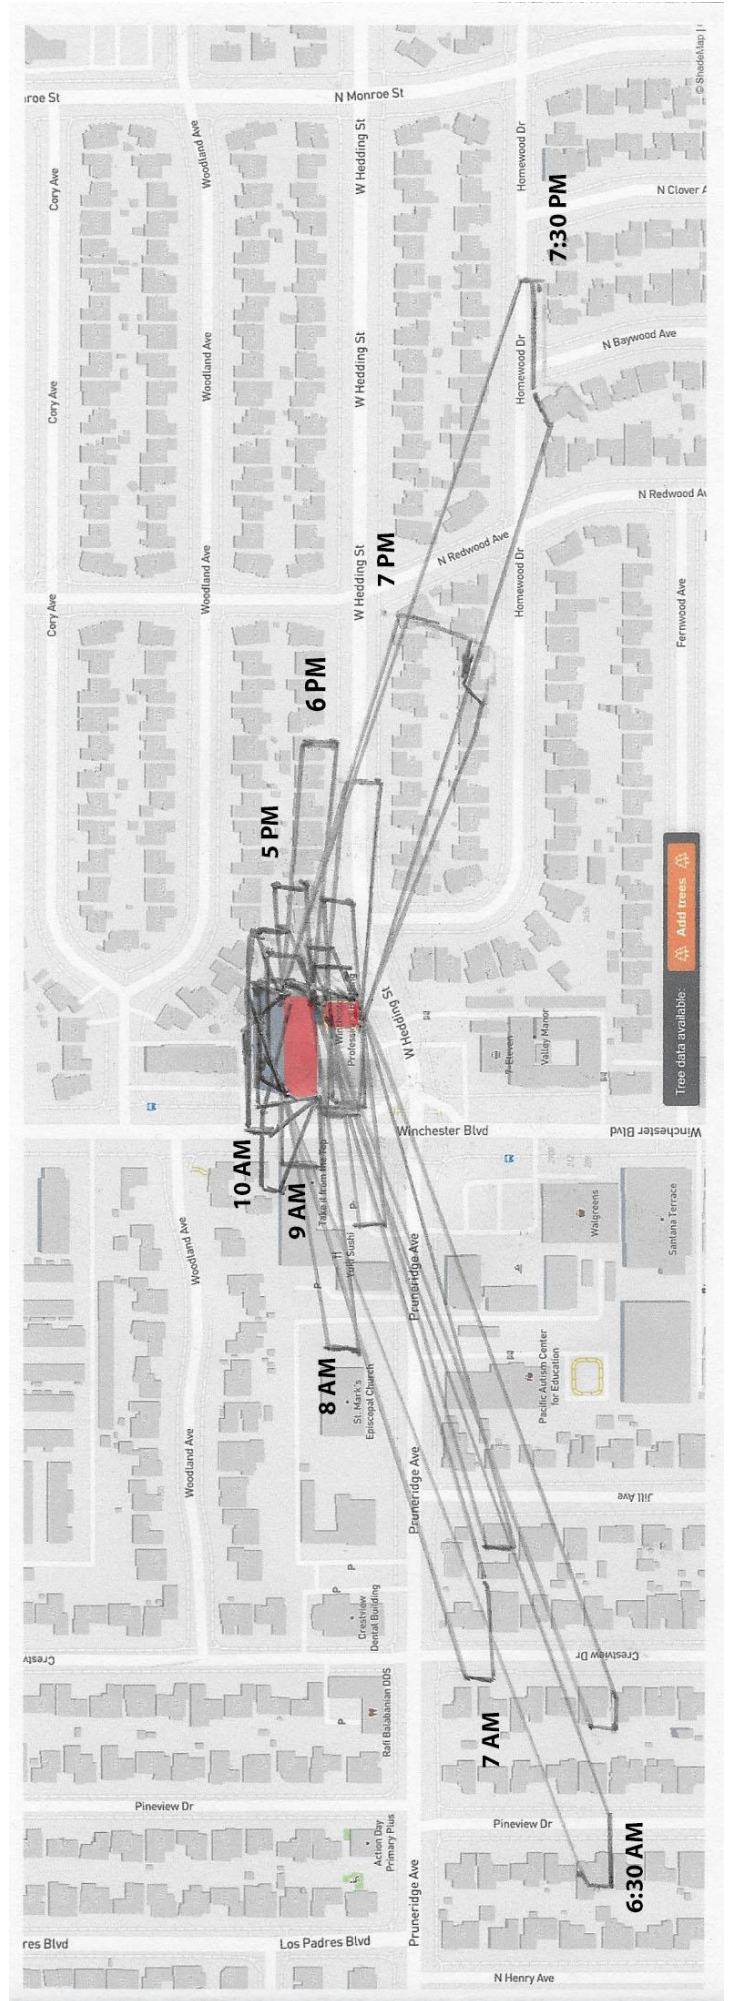 © ShadeMap |
roe St
N Monroe St
Cory Ave
Woodland Ave
W Hedding St
Homewood Dr
N Clover A
7:30 PM
N Baywood Ave
Cory Ave
Woodland Ave
W Hedding St
Homewood Dr
N Redwood Av
N Redwood Ave
7 PM
Cory Ave
Woodland Ave
W Hedding St
Homewood Dr
Fernwood Ave
6 PM
5 PM
Add trees
Tree data available:
W Hedding St
Professional
7-Eleven
Valley Manor
Winchester Blvd
Winchester Blvd
10 AM
9 AM
Take it from the Top
P
Yuki Sushi
P
Walgreens
Santana Terrace
Woodland Ave
Pruneridge Ave
8 AM
St. Mark's
Episcopal Church
Pacific Autism Center
for Education
Woodland Ave
Pruneridge Ave
Jill Ave
P
P
Crestview
Dental Building
Crestv
Crestview Dr
P
Rafi Balabanian DDS
7 AM
Pineview Dr
Pineview Dr
Action Day
Primary Plus
6:30 AM
Pruneridge Ave
res Blvd
Los Padres Blvd
N Henry Ave